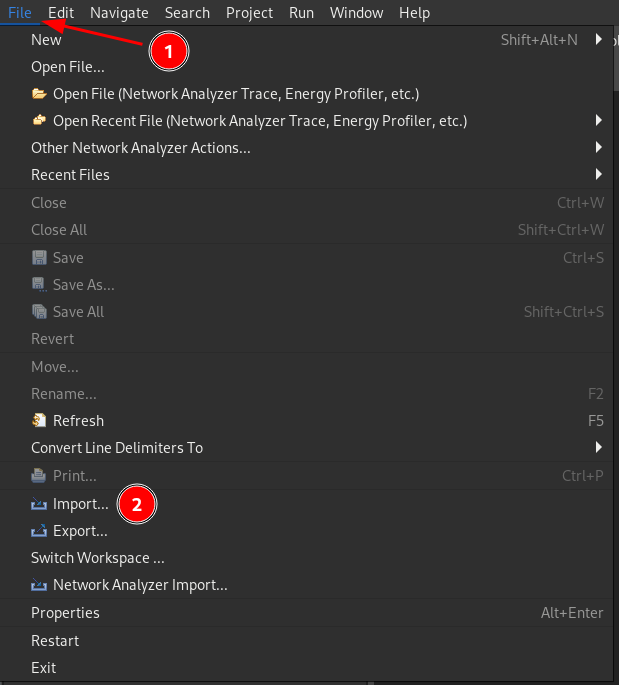 File Edit Navigate Search Project Run Window Help
1
New Shift+Alt+N
Open File...
Open File (Network Analyzer Trace, Energy Profiler, etc.)
Open Recent File (Network Analyzer Trace, Energy Profiler, etc.)
Other Network Analyzer Actions...
Recent Files
Close Ctrl+W
Close All Shift+Ctrl+W
Save Ctrl+S
Save As...
Save All Shift+Ctrl+S
Revert
Move...
Rename... F2
Refresh F5
Convert Line Delimiters To
Print... Ctrl+P
Import... 2
Export...
Switch Workspace ...
Network Analyzer Import...
Properties Alt+Enter
Restart
Exit